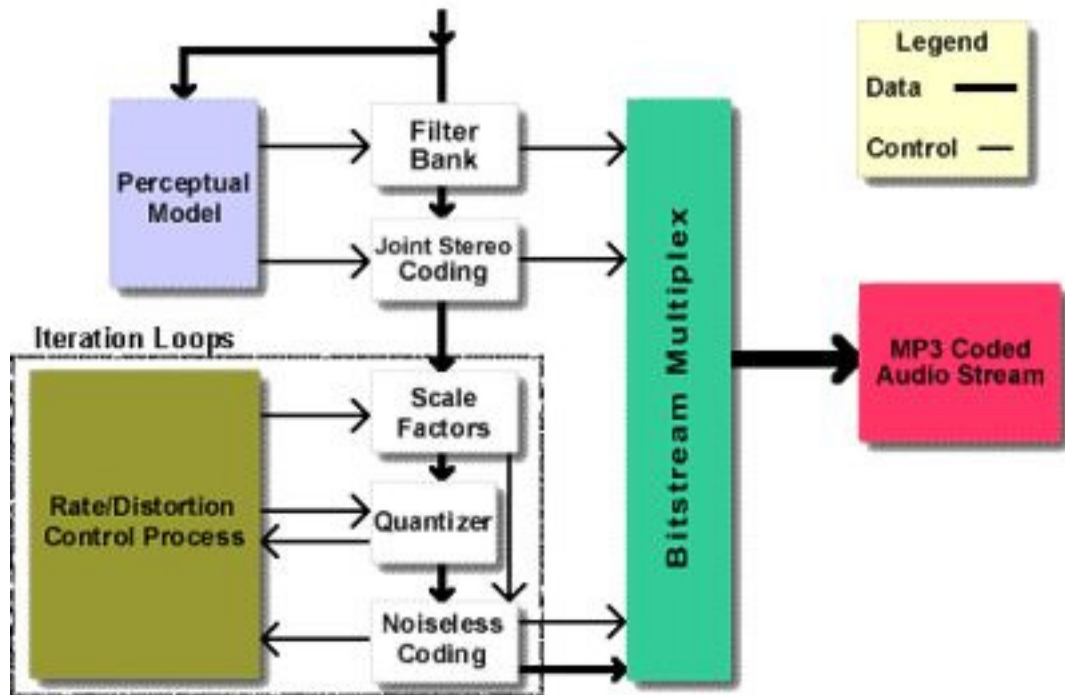 Legend
Data
Control
Filter
Bank
Perceptual
Model
Joint Stereo
Coding
Bitstream Multiplex
MP3 Coded
Audio Stream
Iteration Loops
Scale
Factors
Rate/Distortion
Control Process
Quantizer
Noiseless
Coding